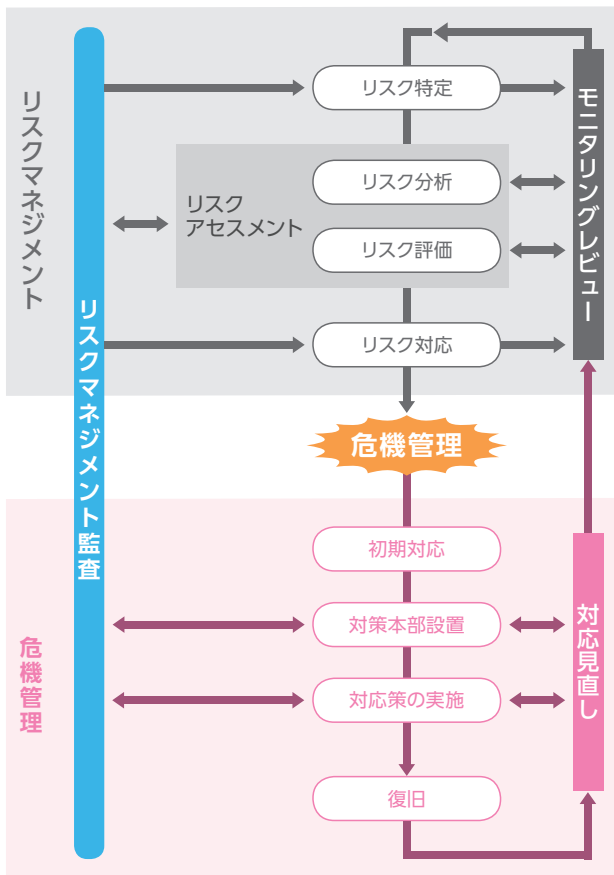 リスクマネジメント
リスクマネジメント監査
リスク特定
リスク
アセスメント
リスク分析
リスク評価
リスク対応
モニタリングレビュー
危機管理
危機管理
初期対応
対策本部設置
対応策の実施
復旧
対応見直し